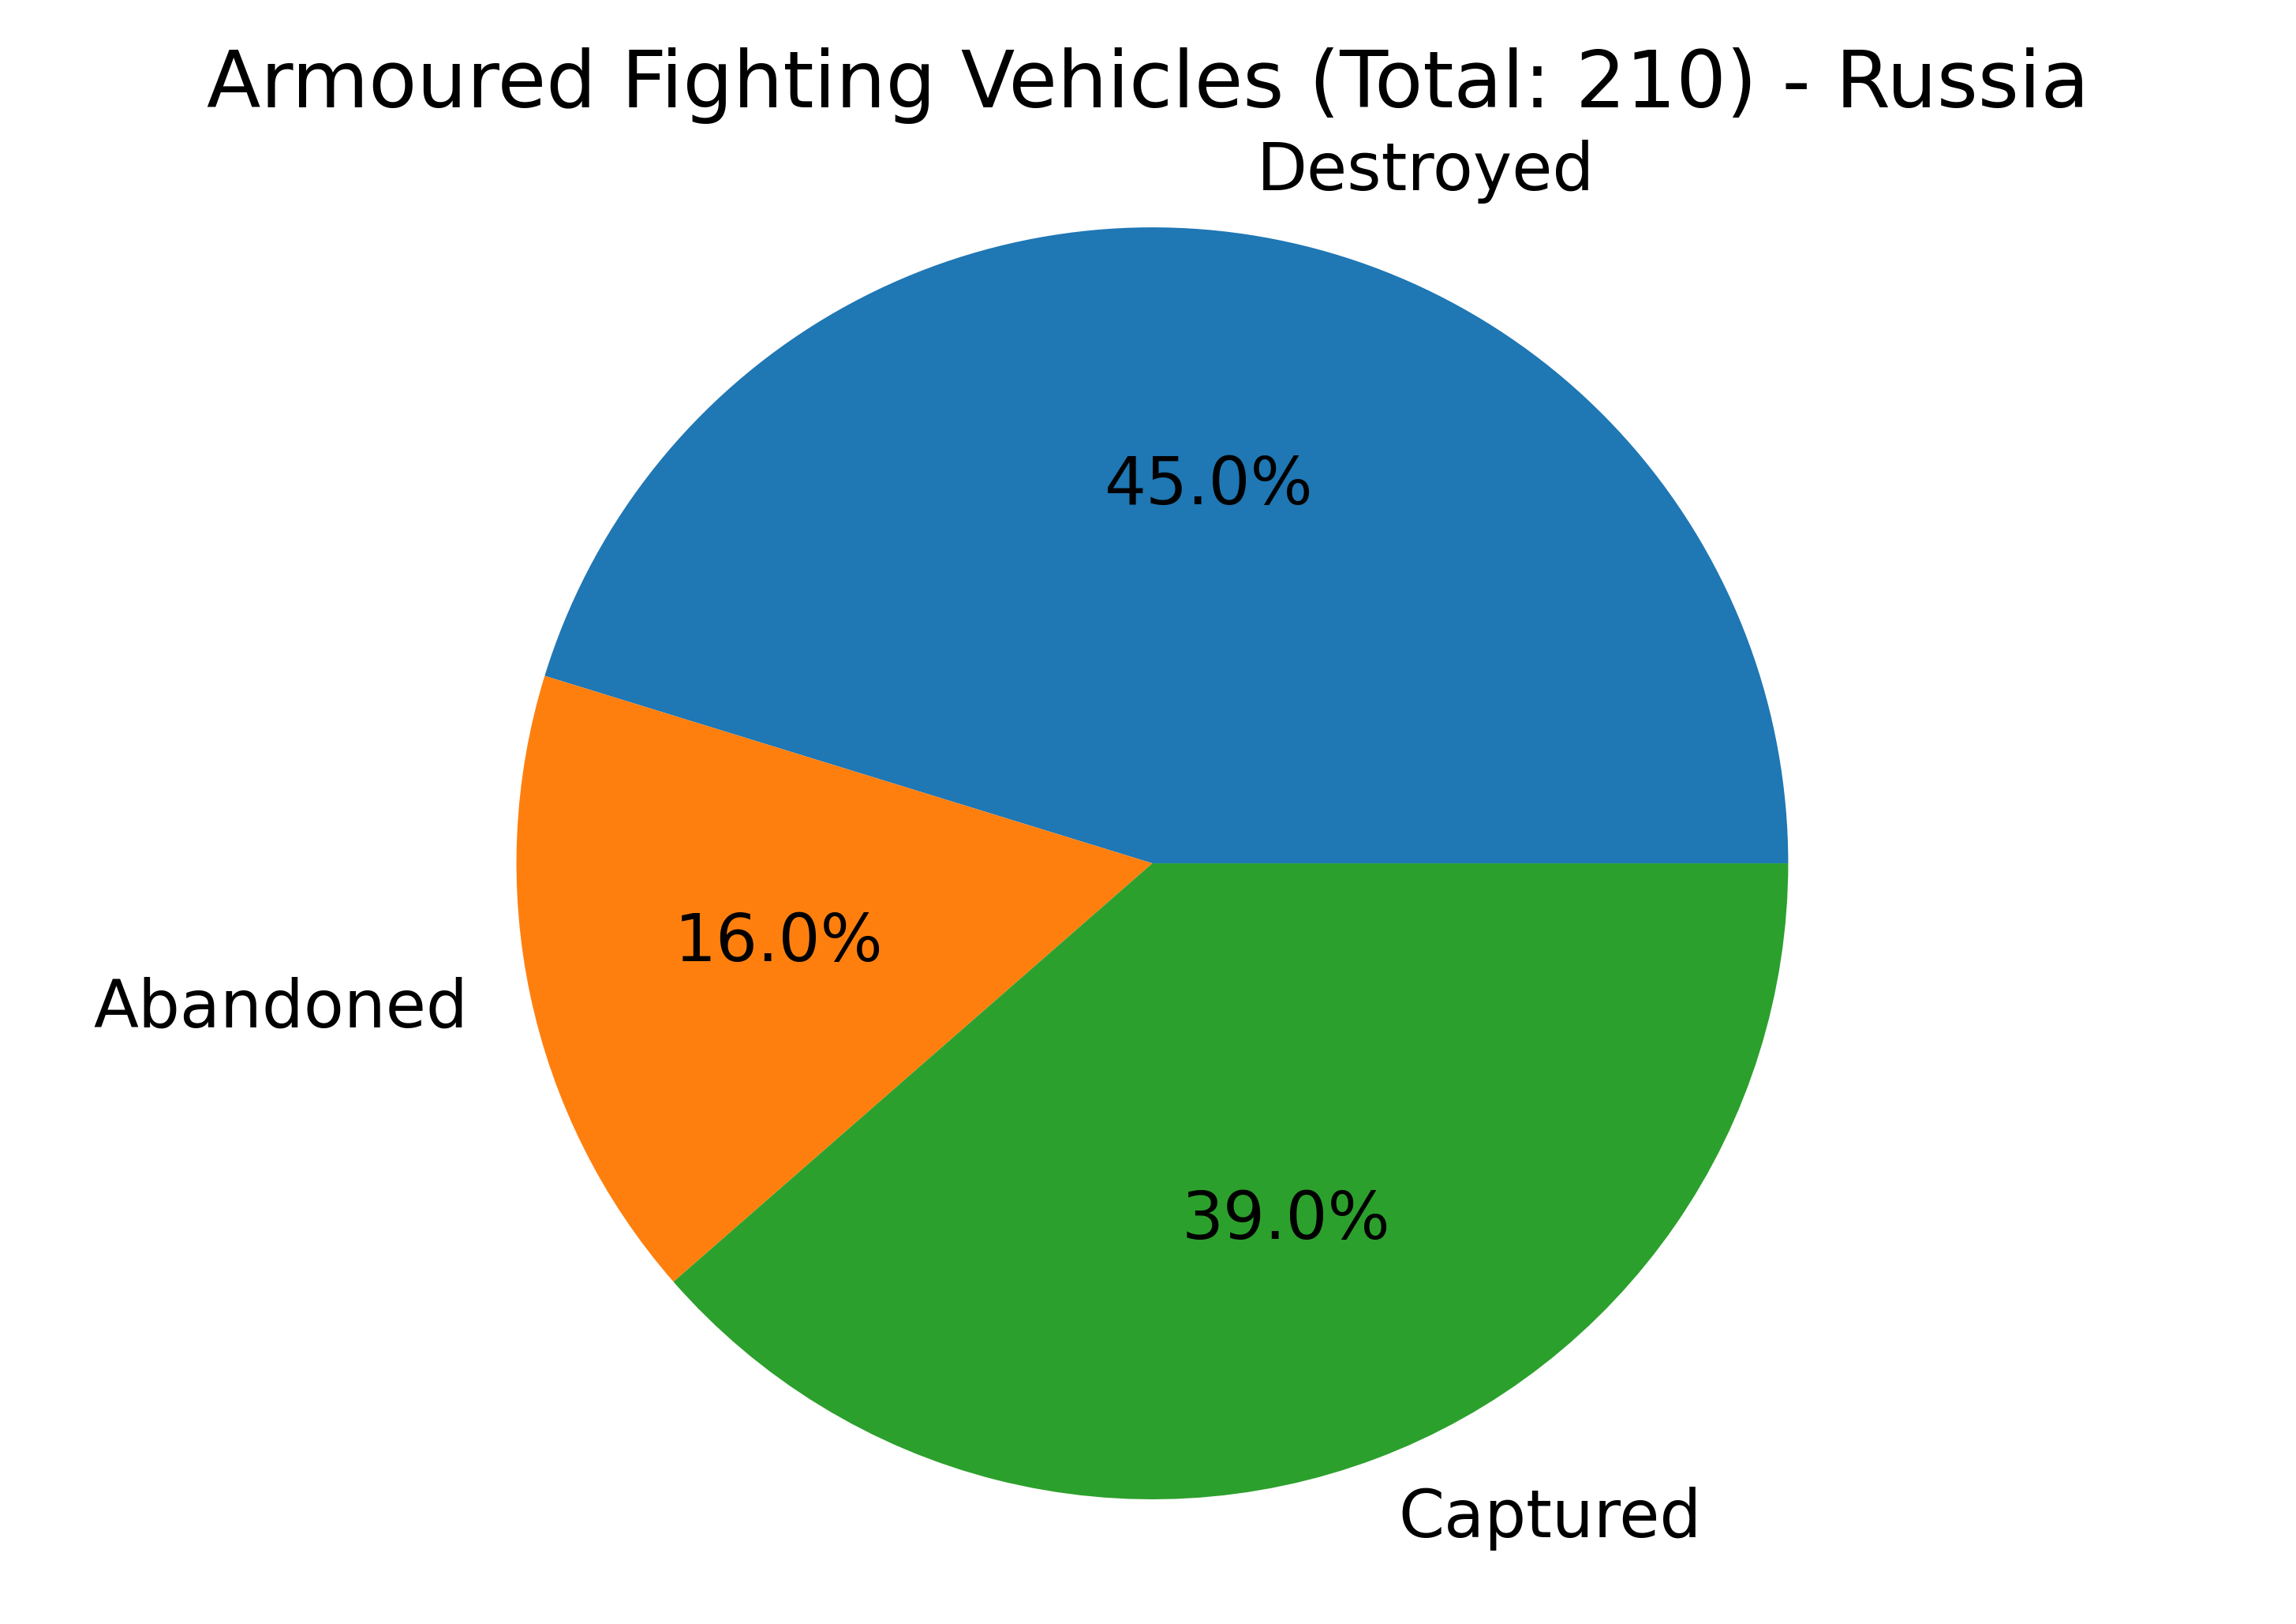 Armoured Fighting Vehicles (Total: 210) - Russia
Destroyed
45.0%
16.0%
Abandoned
39.0%
Captured